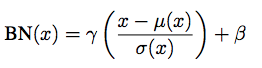 BN(x) = γ ( (x − μ(x)) / σ(x) ) + β